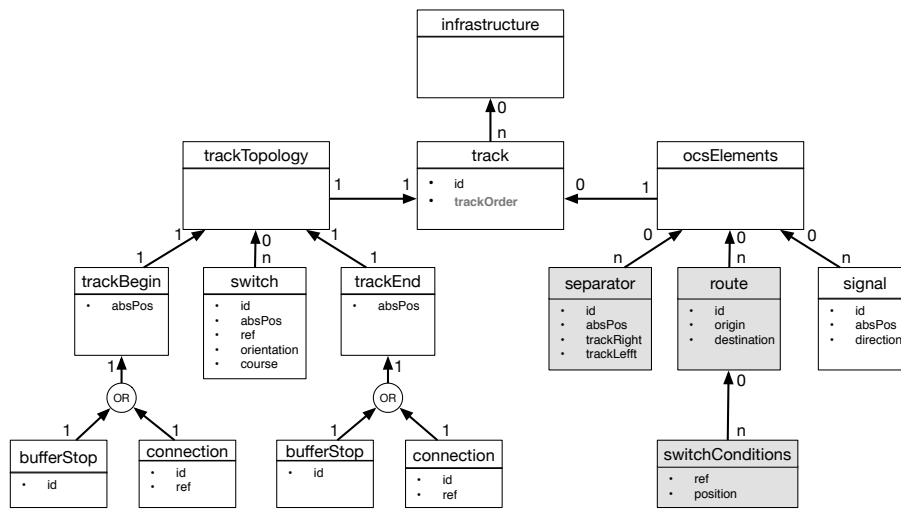 infrastructure
0
n
trackTopology
track
ocsElements
• id
• trackOrder
1
1
0
1
1
0
1
0
0
0
1
n
1
n
n
n
trackBegin
switch
trackEnd
separator
route
signal
• absPos
• id
• absPos
• ref
• orientation
• course
• absPos
• id
• absPos
• trackRight
• trackLefft
• id
• origin
• destination
• id
• absPos
• direction
1
1
0
OR
OR
1
1
1
1
n
bufferStop
connection
bufferStop
connection
switchConditions
• id
• id
• ref
• id
• id
• ref
• ref
• position